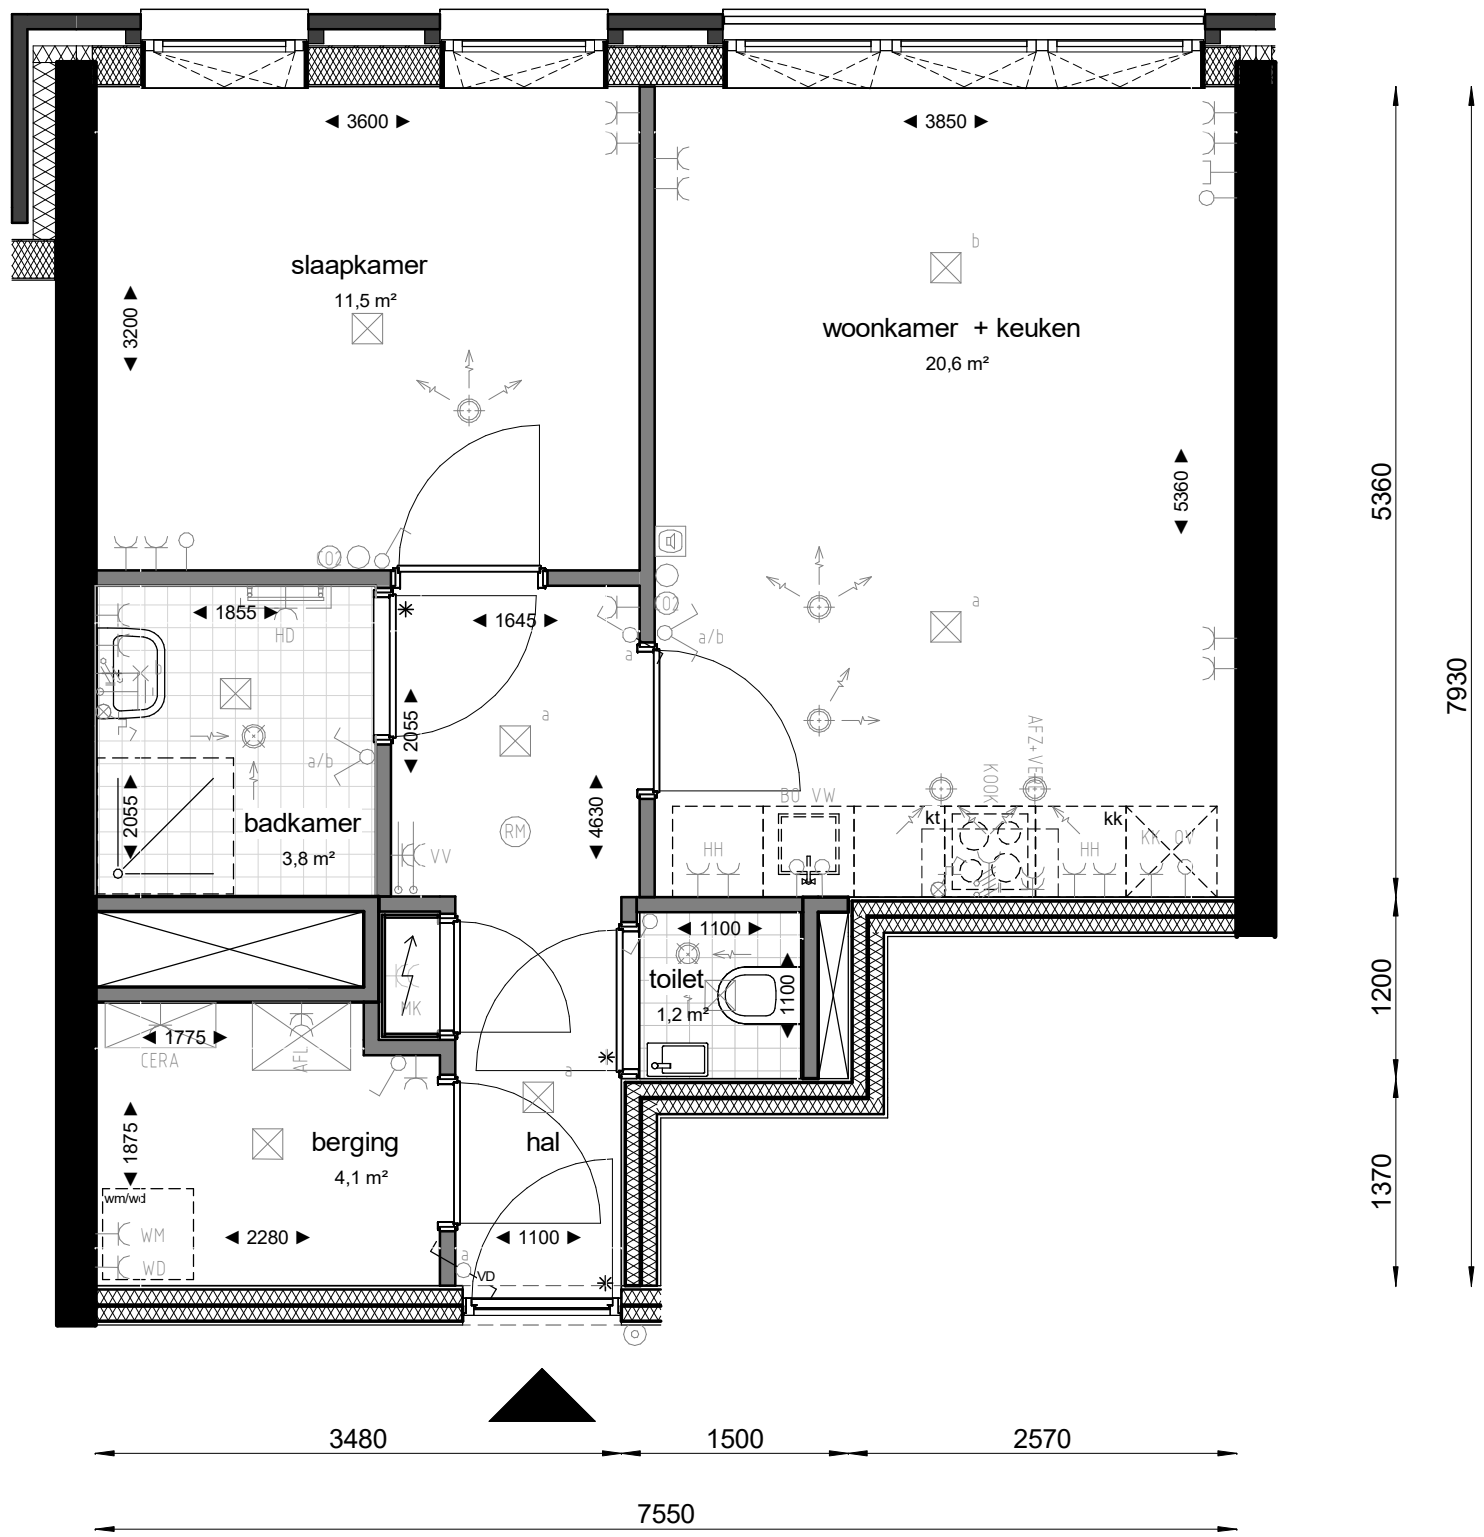 3600
3850
b
slaapkamer
11,5 m²
3200
woonkamer + keuken
20,6 m²
5360
5360
7930
CO2
CO2
1855
HD
1645
a/b
a
a
a
2055
a/b
2055
badkamer
3,8 m²
RM
4630
VV
AFZ+VER
KOOK
BO VW
kt
kk
HH
HH
KK OV
1100
toilet
1,2 m²
1100
MK
1200
1775
CERA
AFL
a
1875
berging
4,1 m²
hal
1370
wm/wd
WM
WD
2280
1100
a
VD
3480
1500
2570
7550